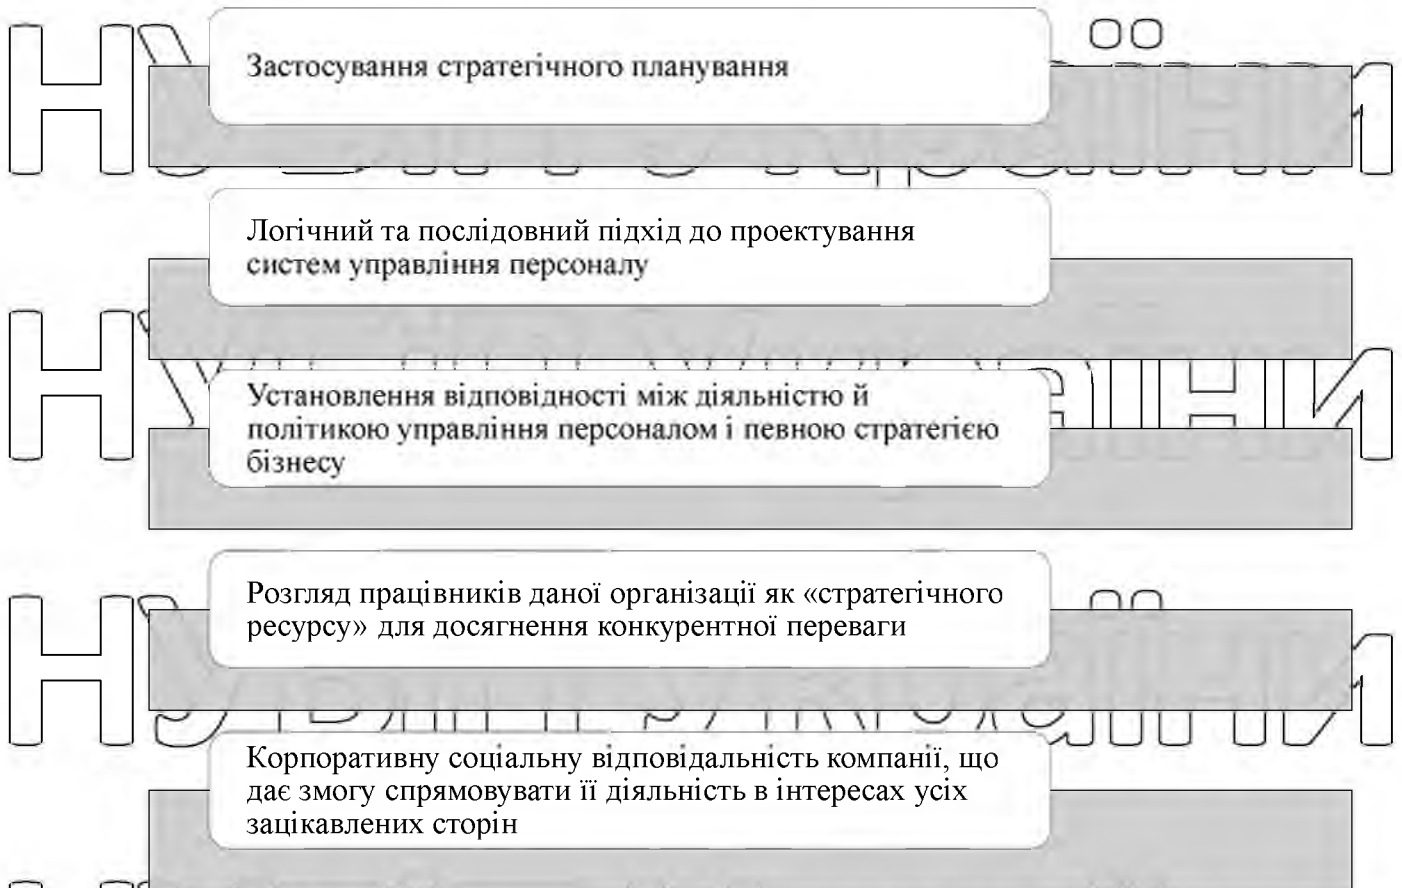 Застосування стратегічного планування
Логічний та послідовний підхід до проектування
систем управління персоналу
Установлення відповідності між діяльністю й
політикою управління персоналом і певною стратегією
бізнесу
Розгляд працівників даної організації як «стратегічного
ресурсу» для досягнення конкурентної переваги
Корпоративну соціальну відповідальність компанії, що
дає змогу спрямовувати її діяльність в інтересах усіх
зацікавлених сторін